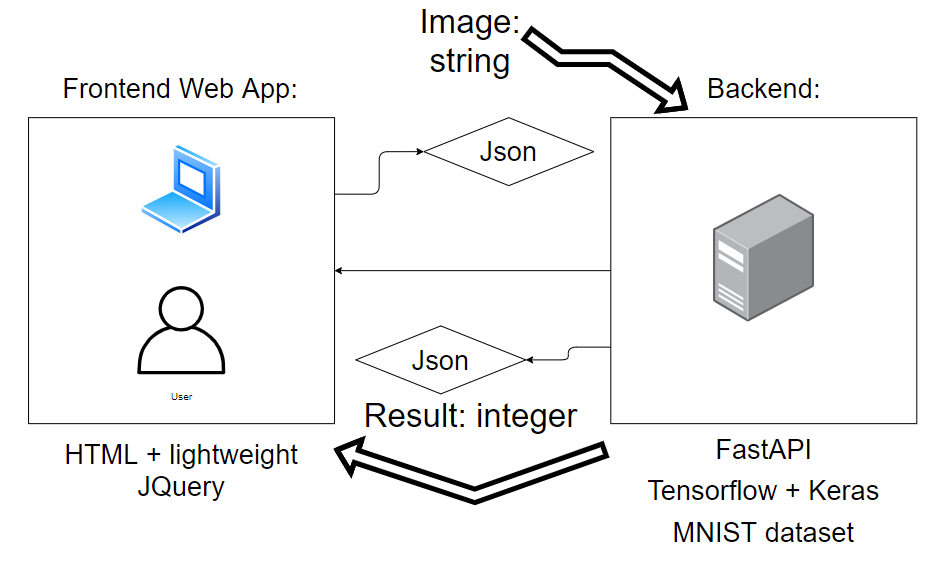 Image:
string
Frontend Web App:
Backend:
Json
Json
User
Result: integer
HTML + lightweight
JQuery
FastAPI
Tensorflow + Keras
MNIST dataset